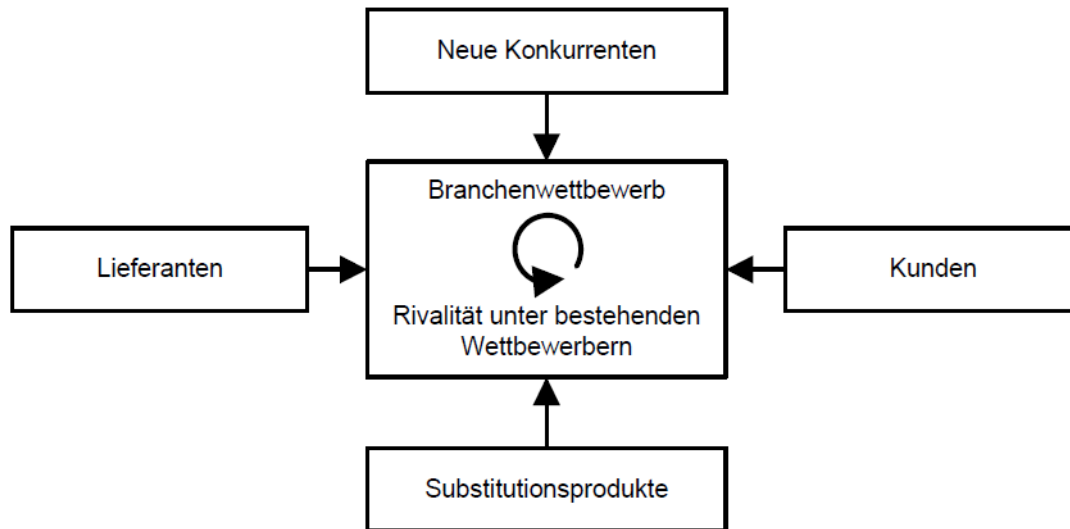 Neue Konkurrenten
Branchenwettbewerb
Lieferanten
Kunden
Rivalität unter bestehenden
Wettbewerbern
Substitutionsprodukte